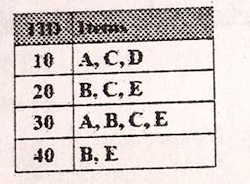 TID Items
10 A, C, D
20 B, C, E
30 A, B, C, E
40 B, E